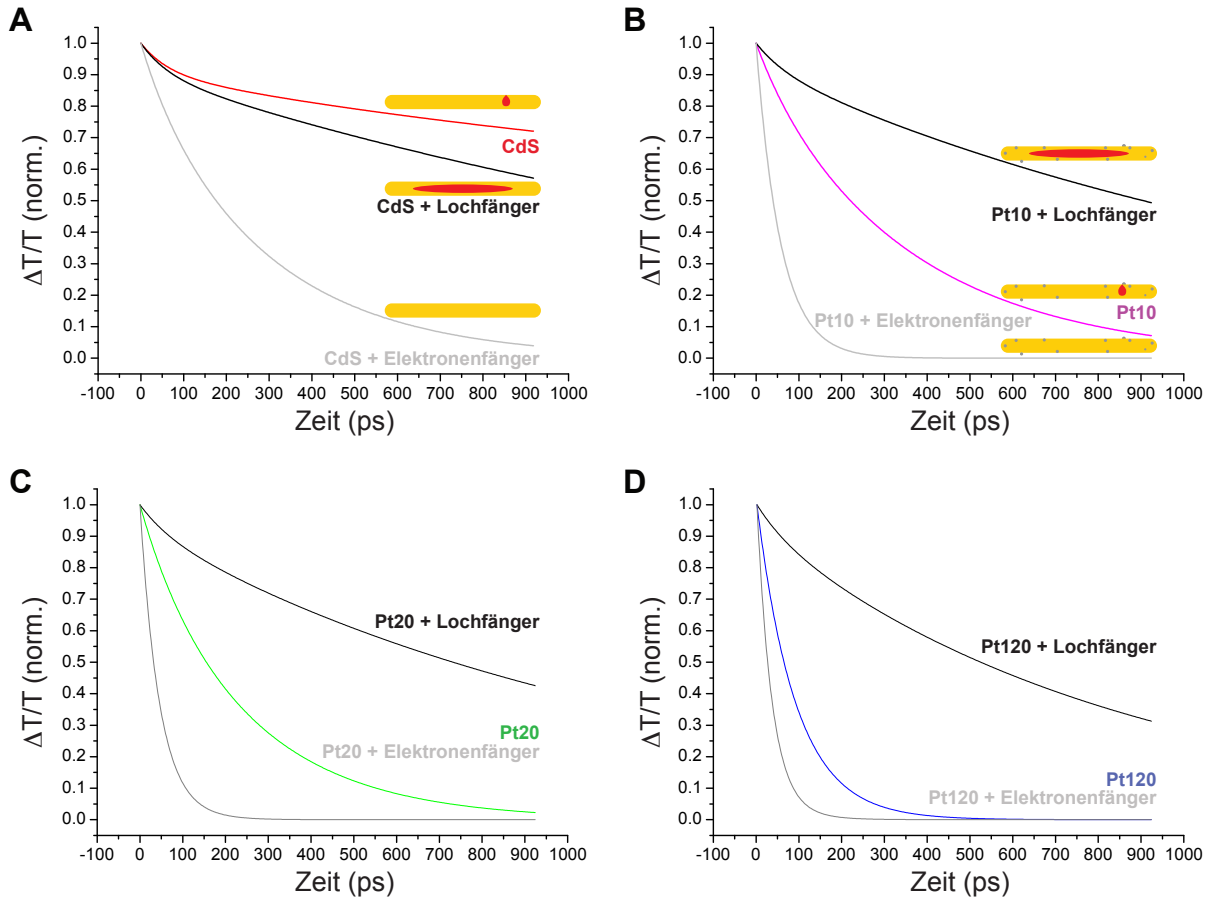 A
1.0
0.9
0.8
0.7
0.6
0.5
0.4
0.3
0.2
0.1
0.0
ΔT/T (norm.)
CdS
CdS + Lochfänger
CdS + Elektronenfänger
-100 0 100 200 300 400 500 600 700 800 900 1000
Zeit (ps)
B
1.0
0.9
0.8
0.7
0.6
0.5
0.4
0.3
0.2
0.1
0.0
ΔT/T (norm.)
Pt10 + Lochfänger
Pt10
Pt10 + Elektronenfänger
-100 0 100 200 300 400 500 600 700 800 900 1000
Zeit (ps)
C
1.0
0.9
0.8
0.7
0.6
0.5
0.4
0.3
0.2
0.1
0.0
ΔT/T (norm.)
Pt20 + Lochfänger
Pt20
Pt20 + Elektronenfänger
-100 0 100 200 300 400 500 600 700 800 900 1000
Zeit (ps)
D
1.0
0.9
0.8
0.7
0.6
0.5
0.4
0.3
0.2
0.1
0.0
ΔT/T (norm.)
Pt120 + Lochfänger
Pt120
Pt120 + Elektronenfänger
-100 0 100 200 300 400 500 600 700 800 900 1000
Zeit (ps)